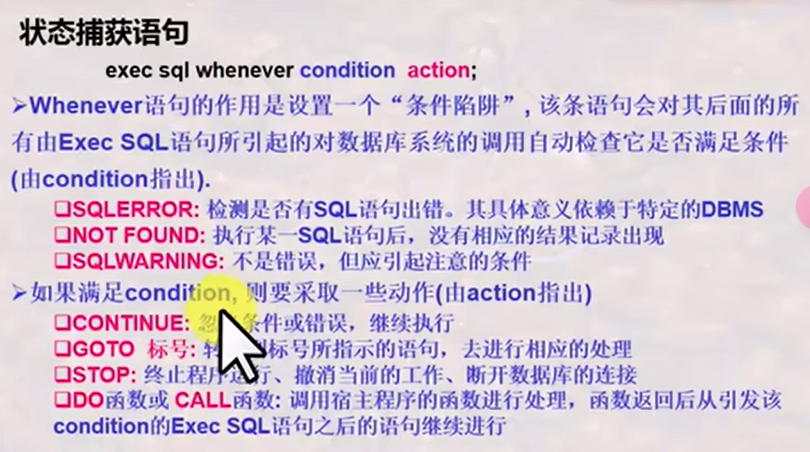 状态捕获语句
exec sql whenever condition action;
➢Whenever语句的作用是设置一个“条件陷阱”, 该条语句会对其后面的所
有由Exec SQL语句所引起的对数据库系统的调用自动检查它是否满足条件
(由condition指出).
❑SQLERROR: 检测是否有SQL语句出错。其具体意义依赖于特定的DBMS
❑NOT FOUND: 执行某一SQL语句后，没有相应的结果记录出现
❑SQLWARNING: 不是错误，但应引起注意的条件
➢如果满足condition, 则要采取一些动作(由action指出)
❑CONTINUE: 忽条件或错误，继续执行
❑GOTO 标号: 转标号所指示的语句，去进行相应的处理
❑STOP: 终止程序运行、撤消当前的工作、断开数据库的连接
❑DO函数或 CALL函数: 调用宿主程序的函数进行处理，函数返回后从引发该
condition的Exec SQL语句之后的语句继续进行